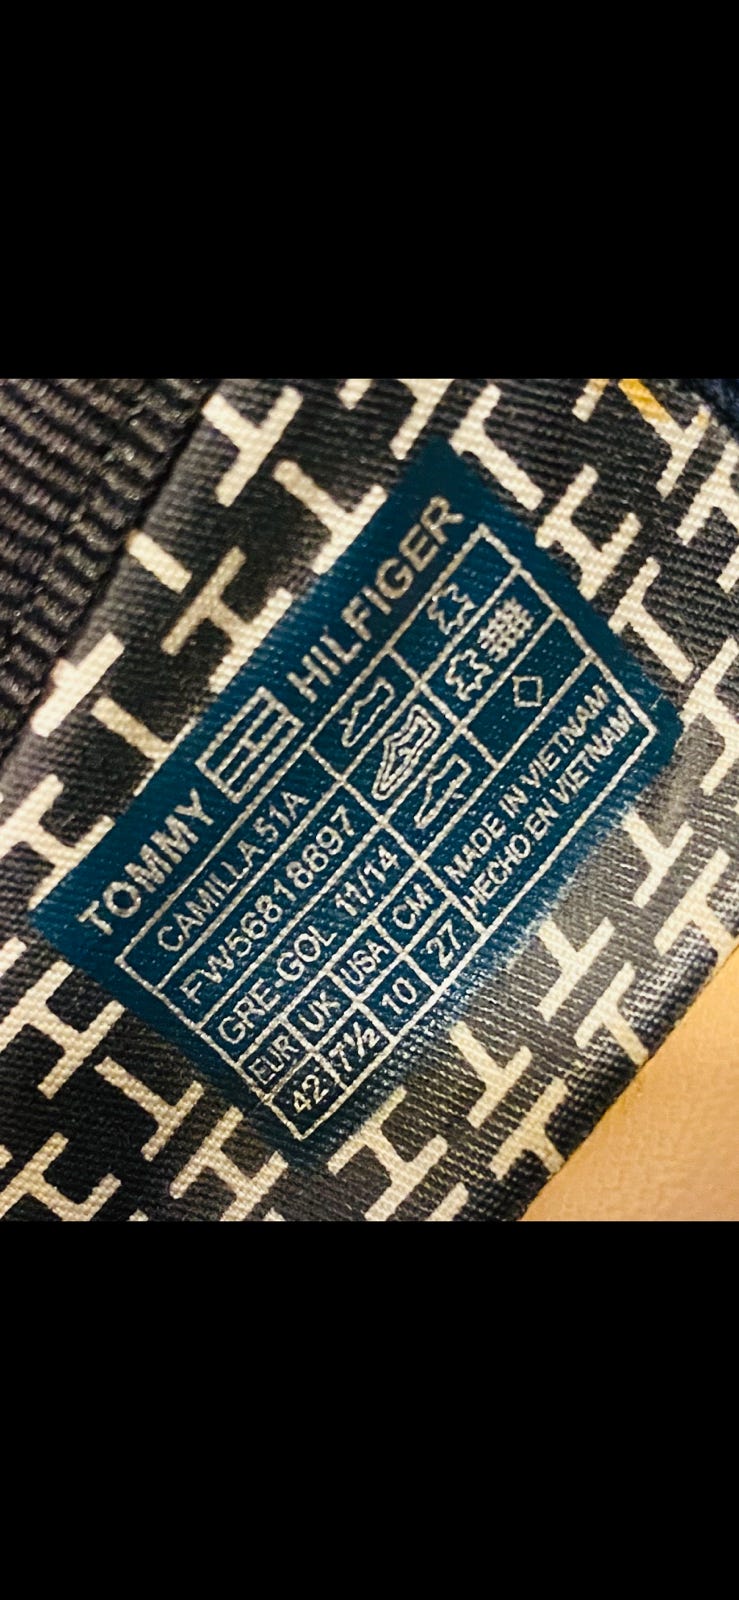 TOMMY HILFIGER
CAMILLA 51A
FW56818897
GRE-GOL 11/14
EUR UK USA CM
42 7½ 10 27
MADE IN VIETNAM
HECHO EN VIETNAM